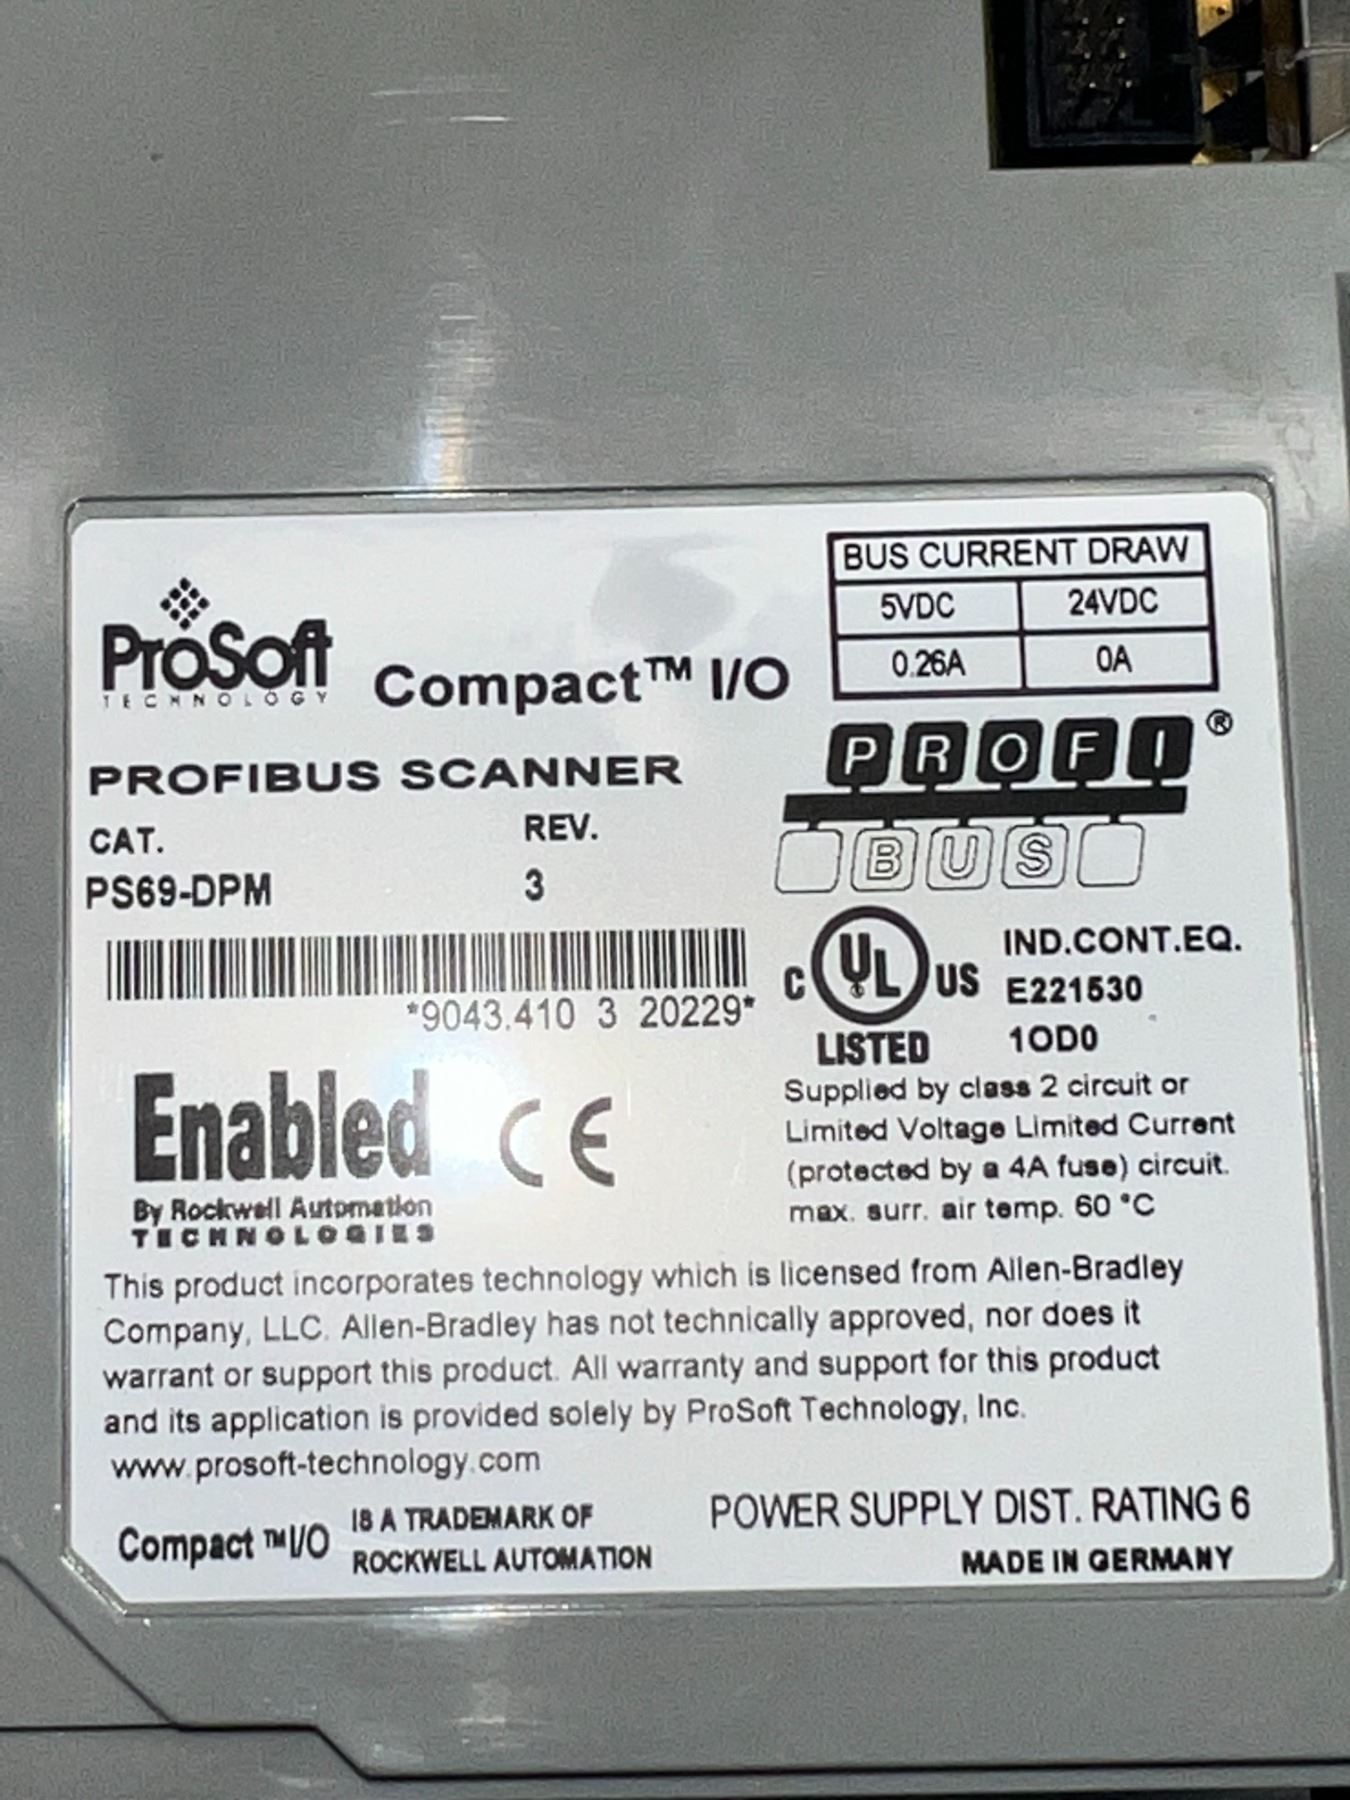 ProSoft
TECHNOLOGY
Compact™ I/O
BUS CURRENT DRAW
5VDC 24VDC
0.26A 0A
PROFIBUS SCANNER
CAT. REV.
PS69-DPM 3
*9043.410 3 20229*
PROFI®
BUS
C UL US
LISTED
IND.CONT.EQ.
E221530
1OD0
Supplied by class 2 circuit or
Limited Voltage Limited Current
(protected by a 4A fuse) circuit.
max. surr. air temp. 60 °C
Enabled
By Rockwell Automation
TECHNOLOGIES
CE
This product incorporates technology which is licensed from Allen-Bradley
Company, LLC. Allen-Bradley has not technically approved, nor does it
warrant or support this product. All warranty and support for this product
and its application is provided solely by ProSoft Technology, Inc.
www.prosoft-technology.com
Compact ™I/O
IS A TRADEMARK OF
ROCKWELL AUTOMATION
POWER SUPPLY DIST. RATING 6
MADE IN GERMANY